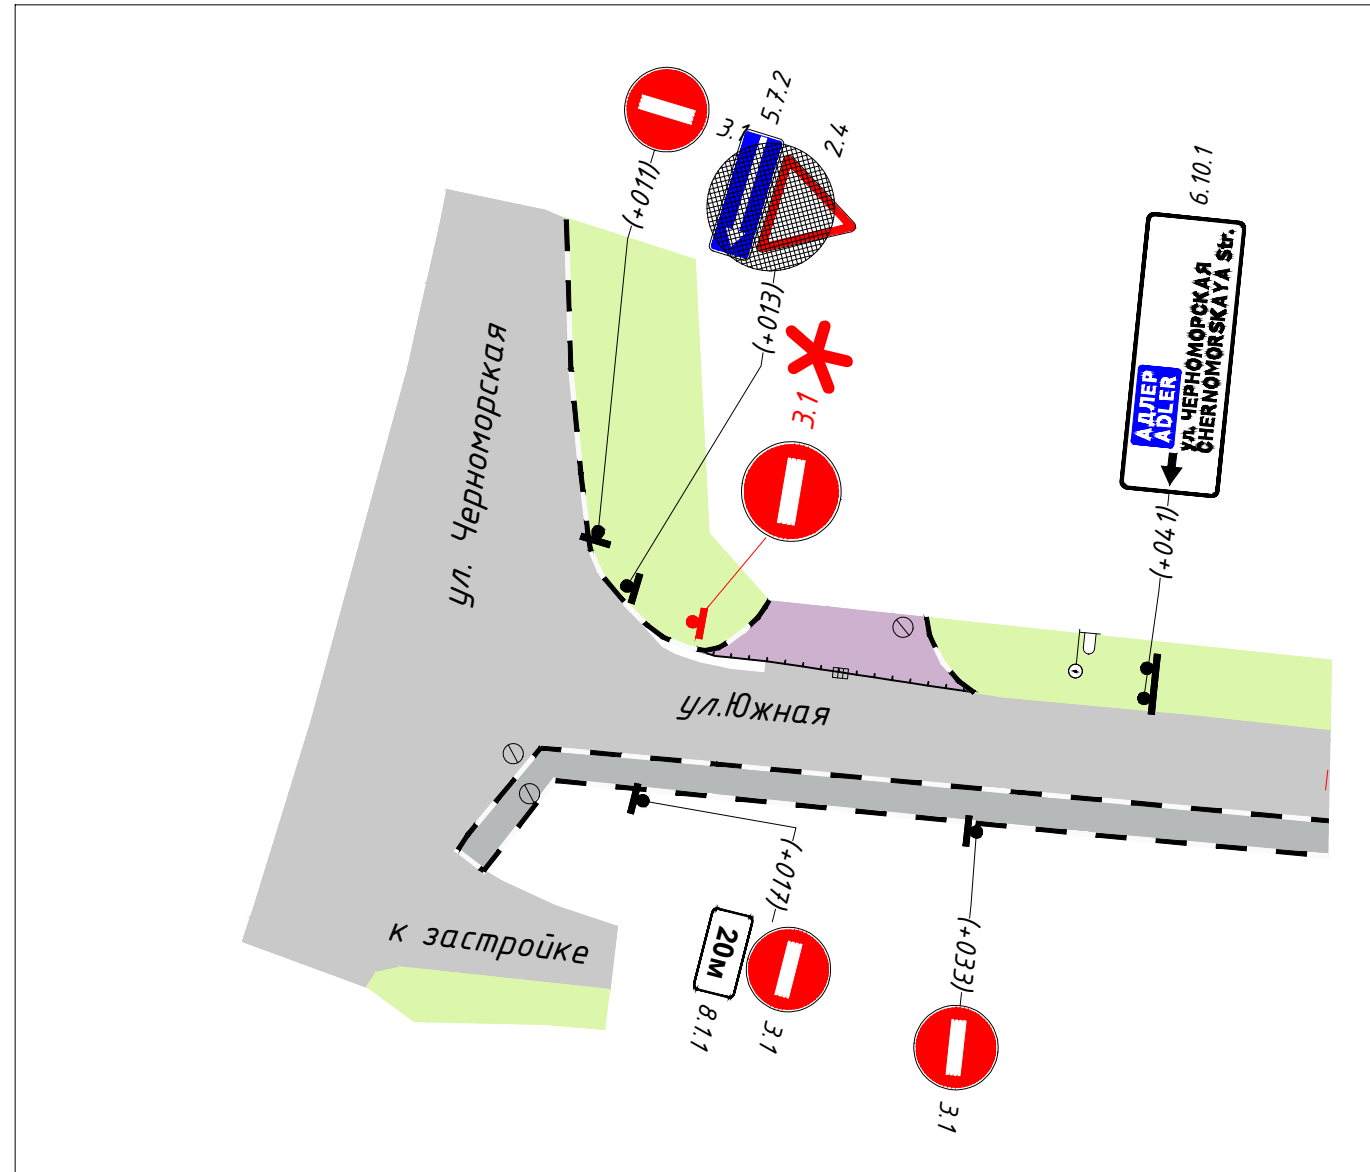 3.1
5.7.2
2.4
(+011)
(+013)
3.1
6.10.1
АДЛЕР
ADLER
ул. ЧЕРНОМОРСКАЯ
CHERNOMORSKAYA Str.
(+041)
ул. Черноморская
ул.Южная
к застройке
(+017)
20м
8.1.1
3.1
(+033)
3.1